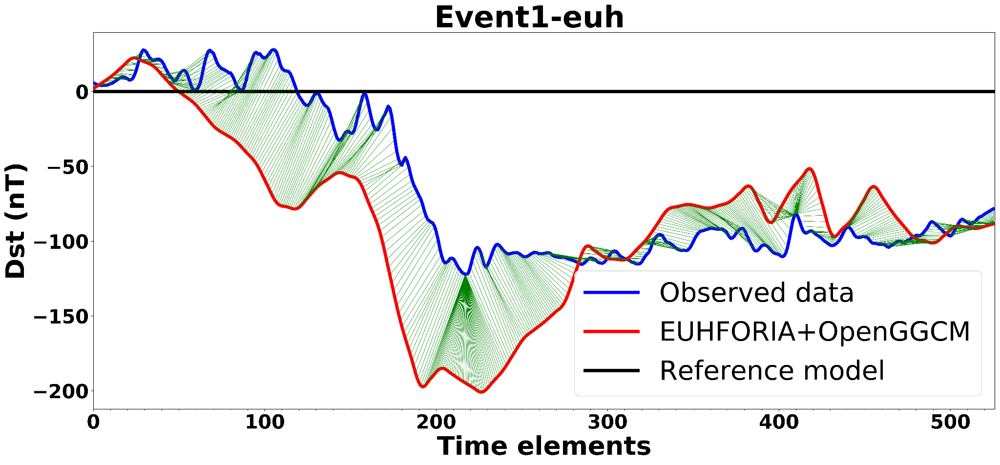 Event1-euh
Dst (nT)
0
−50
−100
−150
−200
0 100 200 300 400 500
Time elements
Observed data
EUHFORIA+OpenGGCM
Reference model